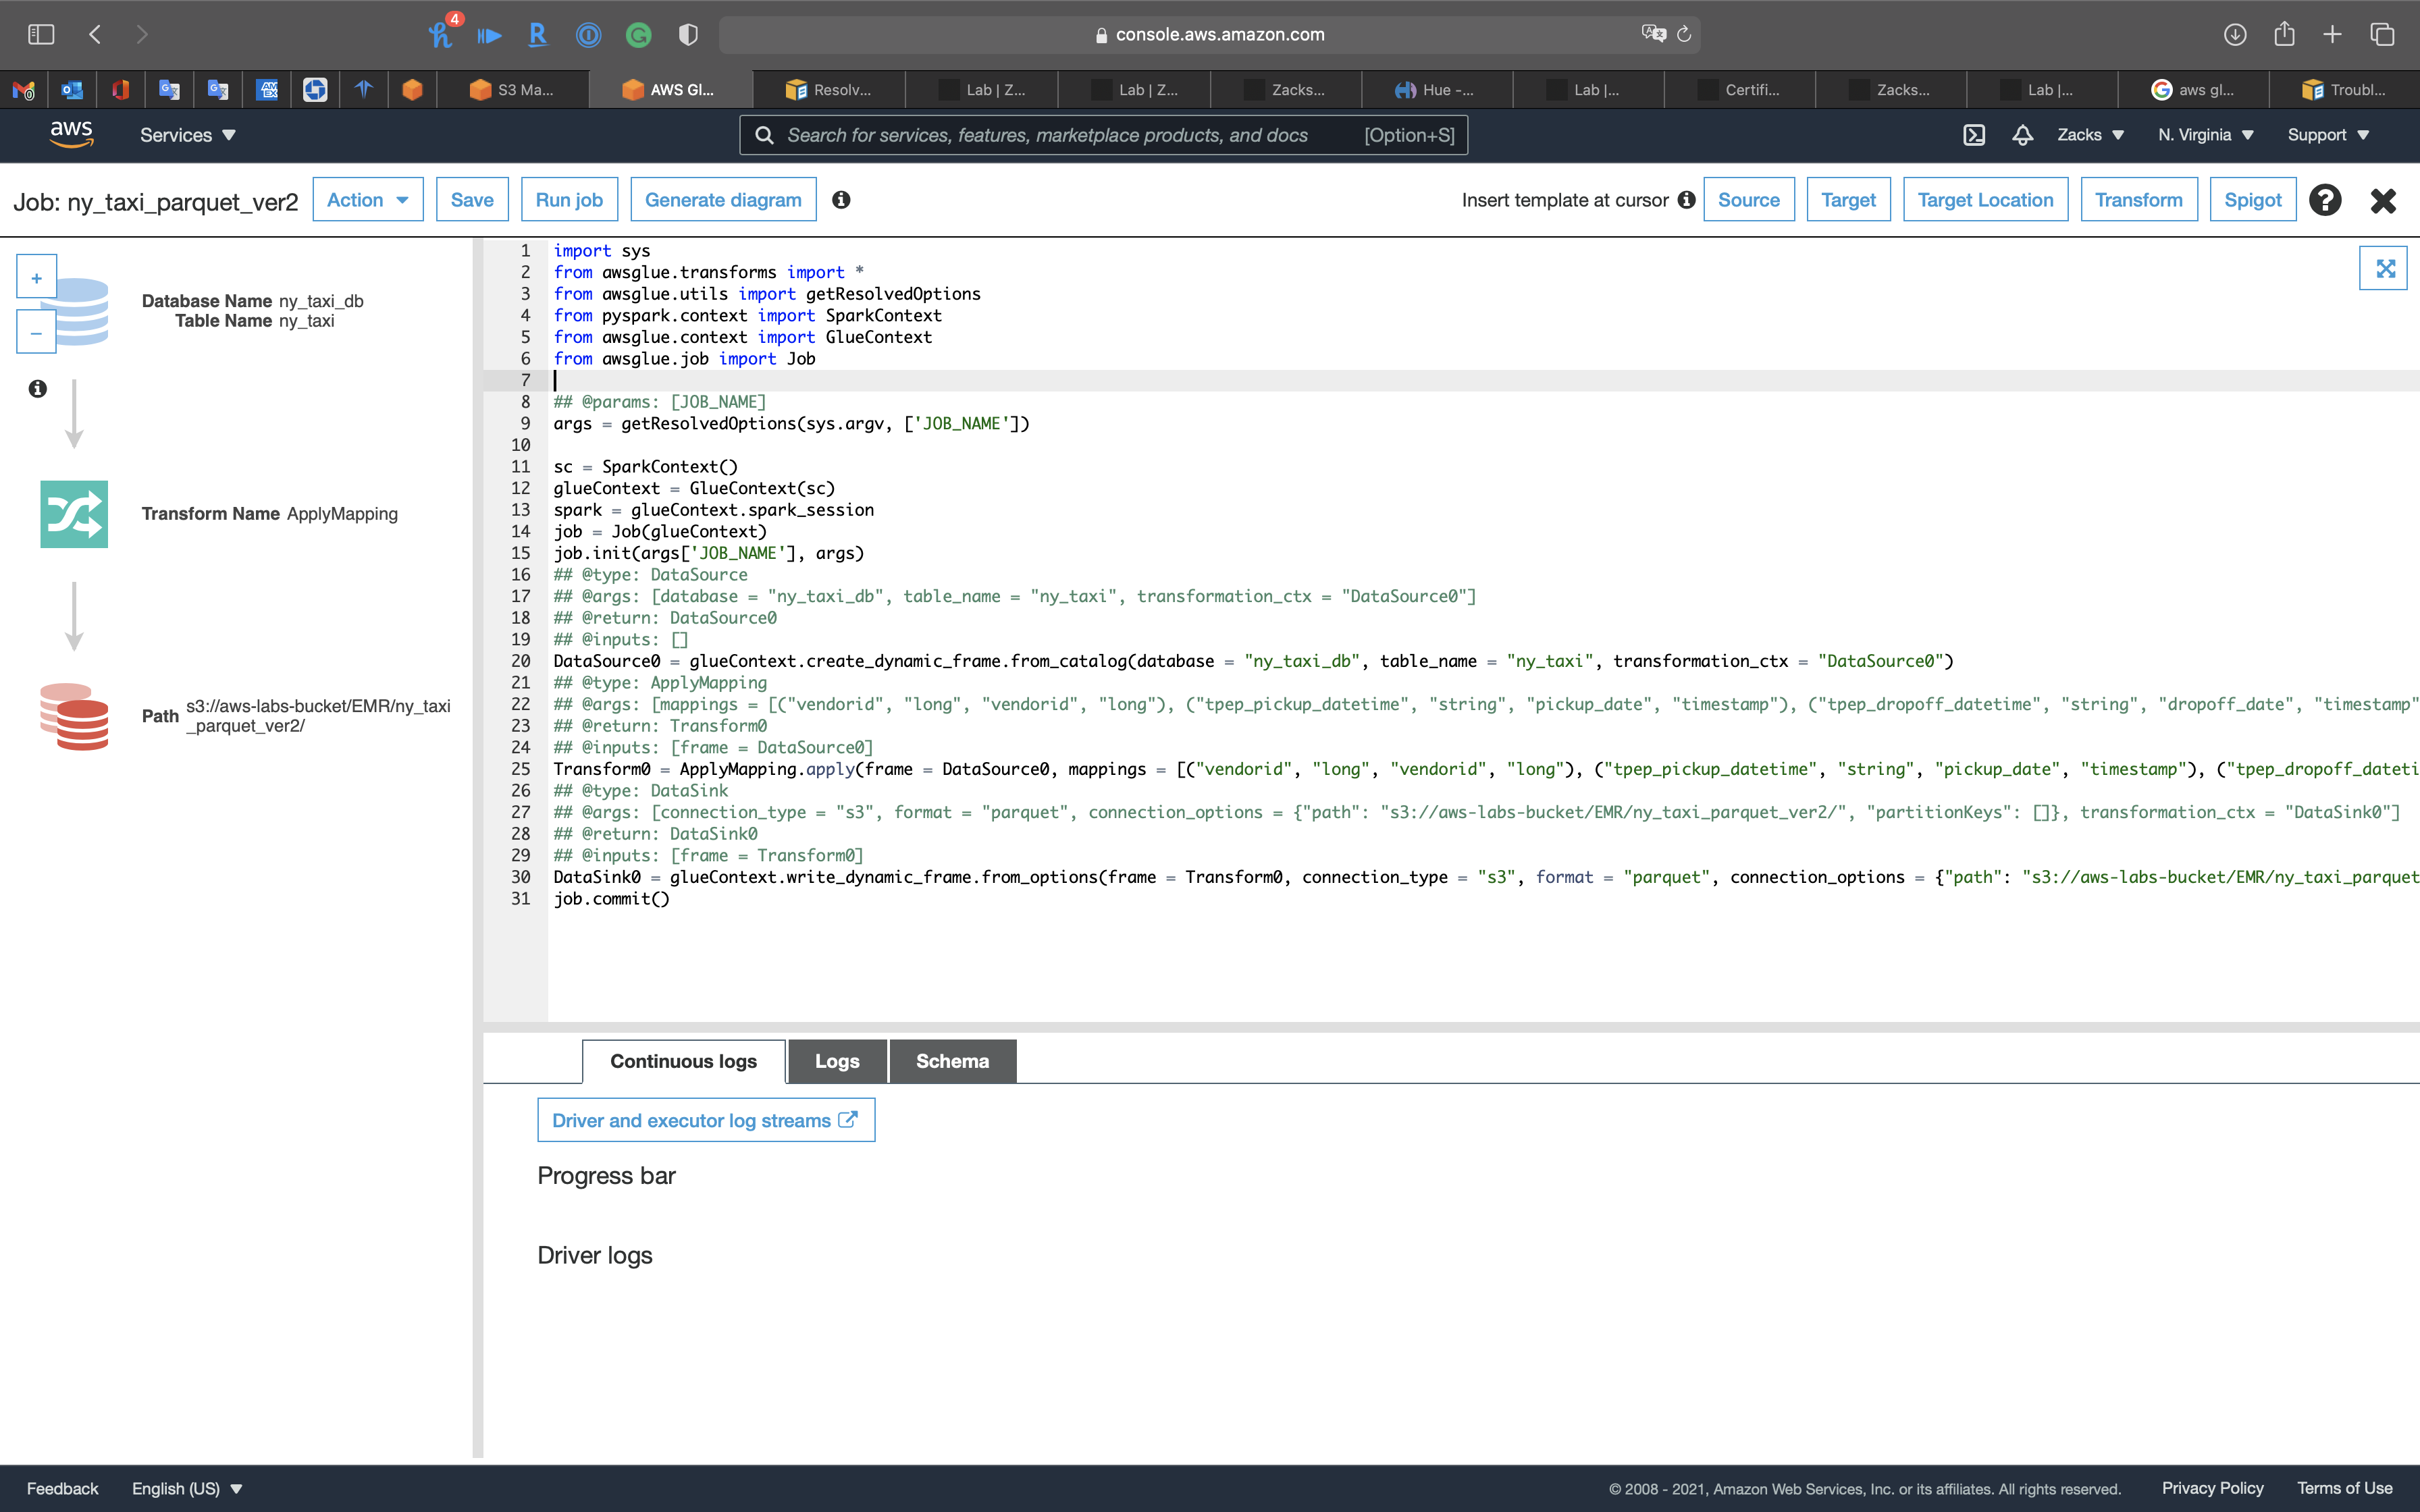 4
console.aws.amazon.com
S3 Ma...
AWS Gl...
Resolv...
Lab | Z...
Lab | Z...
Zacks...
Hue -...
Lab |...
Certifi...
Zacks...
Lab |...
aws gl...
Troubl...
aws
Services
Search for services, features, marketplace products, and docs [Option+S]
Zacks
N. Virginia
Support
Job: ny_taxi_parquet_ver2
Action
Save
Run job
Generate diagram
Insert template at cursor
Source
Target
Target Location
Transform
Spigot
Database Name ny_taxi_db
Table Name ny_taxi
Transform Name ApplyMapping
Path s3://aws-labs-bucket/EMR/ny_taxi
_parquet_ver2/
1 import sys
2 from awsglue.transforms import *
3 from awsglue.utils import getResolvedOptions
4 from pyspark.context import SparkContext
5 from awsglue.context import GlueContext
6 from awsglue.job import Job
7
8 ## @params: [JOB_NAME]
9 args = getResolvedOptions(sys.argv, ['JOB_NAME'])
10
11 sc = SparkContext()
12 glueContext = GlueContext(sc)
13 spark = glueContext.spark_session
14 job = Job(glueContext)
15 job.init(args['JOB_NAME'], args)
16 ## @type: DataSource
17 ## @args: [database = "ny_taxi_db", table_name = "ny_taxi", transformation_ctx = "DataSource0"]
18 ## @return: DataSource0
19 ## @inputs: []
20 DataSource0 = glueContext.create_dynamic_frame.from_catalog(database = "ny_taxi_db", table_name = "ny_taxi", transformation_ctx = "DataSource0")
21 ## @type: ApplyMapping
22 ## @args: [mappings = [("vendorid", "long", "vendorid", "long"), ("tpep_pickup_datetime", "string", "pickup_date", "timestamp"), ("tpep_dropoff_datetime", "string", "dropoff_date", "timestamp"
23 ## @return: Transform0
24 ## @inputs: [frame = DataSource0]
25 Transform0 = ApplyMapping.apply(frame = DataSource0, mappings = [("vendorid", "long", "vendorid", "long"), ("tpep_pickup_datetime", "string", "pickup_date", "timestamp"), ("tpep_dropoff_dateti
26 ## @type: DataSink
27 ## @args: [connection_type = "s3", format = "parquet", connection_options = {"path": "s3://aws-labs-bucket/EMR/ny_taxi_parquet_ver2/", "partitionKeys": []}, transformation_ctx = "DataSink0"]
28 ## @return: DataSink0
29 ## @inputs: [frame = Transform0]
30 DataSink0 = glueContext.write_dynamic_frame.from_options(frame = Transform0, connection_type = "s3", format = "parquet", connection_options = {"path": "s3://aws-labs-bucket/EMR/ny_taxi_parquet
31 job.commit()
Continuous logs
Logs
Schema
Driver and executor log streams
Progress bar
Driver logs
Feedback
English (US)
© 2008 - 2021, Amazon Web Services, Inc. or its affiliates. All rights reserved.
Privacy Policy
Terms of Use